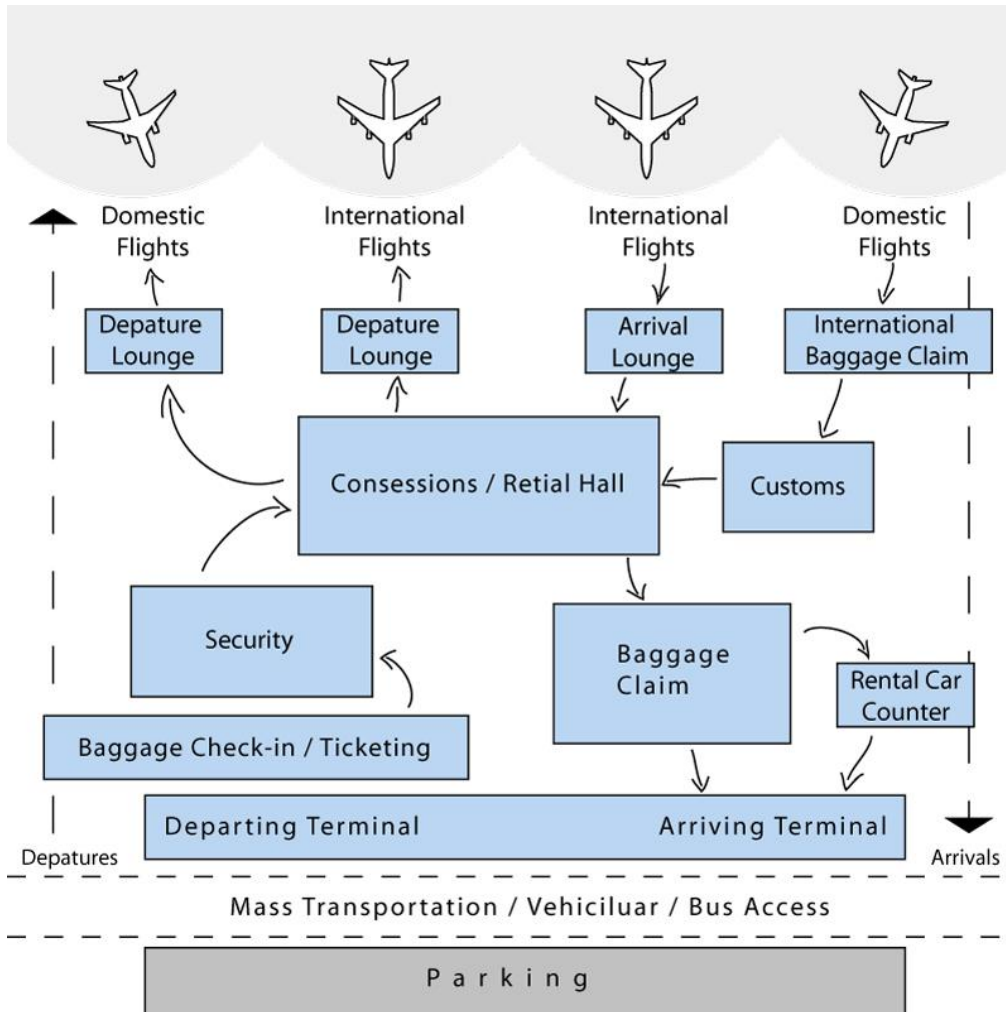 Domestic
Flights
International
Flights
International
Flights
Domestic
Flights
Depature
Lounge
Depature
Lounge
Arrival
Lounge
International
Baggage Claim
Consessions / Retial Hall
Customs
Security
Baggage
Claim
Rental Car
Counter
Baggage Check-in / Ticketing
Departing Terminal
Arriving Terminal
Depatures
Arrivals
Mass Transportation / Vehiciluar / Bus Access
Parking